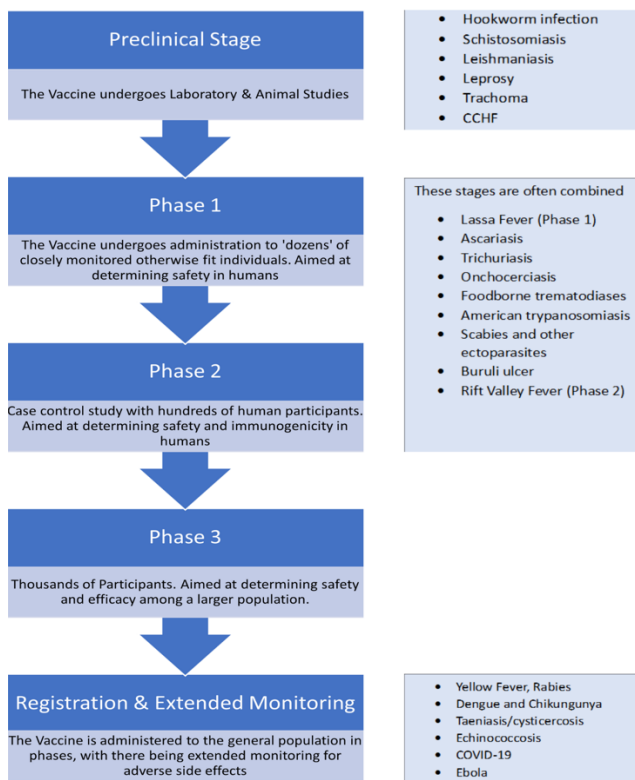 Preclinical Stage
The Vaccine undergoes Laboratory & Animal Studies
• Hookworm infection
• Schistosomiasis
• Leishmaniasis
• Leprosy
• Trachoma
• CCHF
Phase 1
The Vaccine undergoes administration to 'dozens' of
closely monitored otherwise fit individuals. Aimed at
determining safety in humans
These stages are often combined
• Lassa Fever (Phase 1)
• Ascariasis
• Trichuriasis
• Onchocerciasis
• Foodborne trematodiases
• American trypanosomiasis
• Scabies and other
ectoparasites
• Buruli ulcer
• Rift Valley Fever (Phase 2)
Phase 2
Case control study with hundreds of human participants.
Aimed at determining safety and immunogenicity in
humans
Phase 3
Thousands of Participants. Aimed at determining safety
and efficacy among a larger population.
Registration & Extended Monitoring
The Vaccine is administered to the general population in
phases, with there being extended monitoring for
adverse side effects
• Yellow Fever, Rabies
• Dengue and Chikungunya
• Taeniasis/cysticercosis
• Echinococcosis
• COVID-19
• Ebola